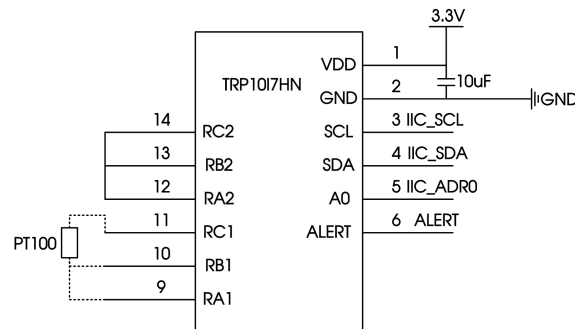 3.3V
VDD 1
TRP10I7HN
10uF
GND 2
GND
14 RC2
SCL 3 IIC_SCL
13 RB2
SDA 4 IIC_SDA
12 RA2
A0 5 IIC_ADR0
11 RC1
ALERT 6 ALERT
PT100
10 RB1
9 RA1